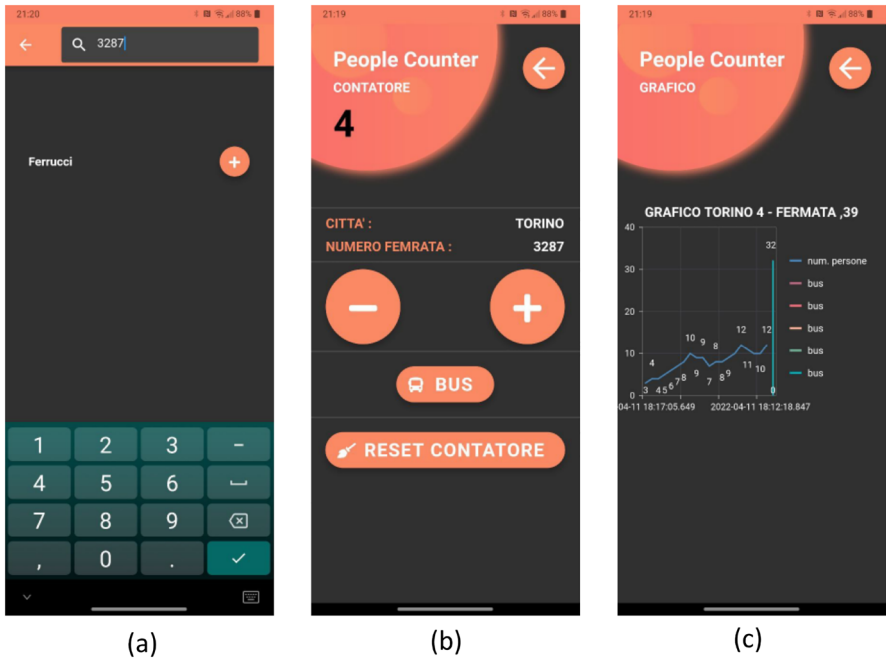 21:20
88%
3287
Ferrucci
1 2 3 −
4 5 6
7 8 9
, 0 .
(a)
21:19
88%
People Counter
CONTATORE
4
CITTA' : TORINO
NUMERO FEMRATA : 3287
BUS
RESET CONTATORE
(b)
21:19
88%
People Counter
GRAFICO
GRAFICO TORINO 4 - FERMATA ,39
40
30
20
10
0
32
4
10
9
8
12
12
3
4
5
6
7
8
9
7
8
9
11
10
0
num. persone
bus
bus
bus
bus
bus
04-11 18:17:05.649
2022-04-11 18:12:18.847
(c)